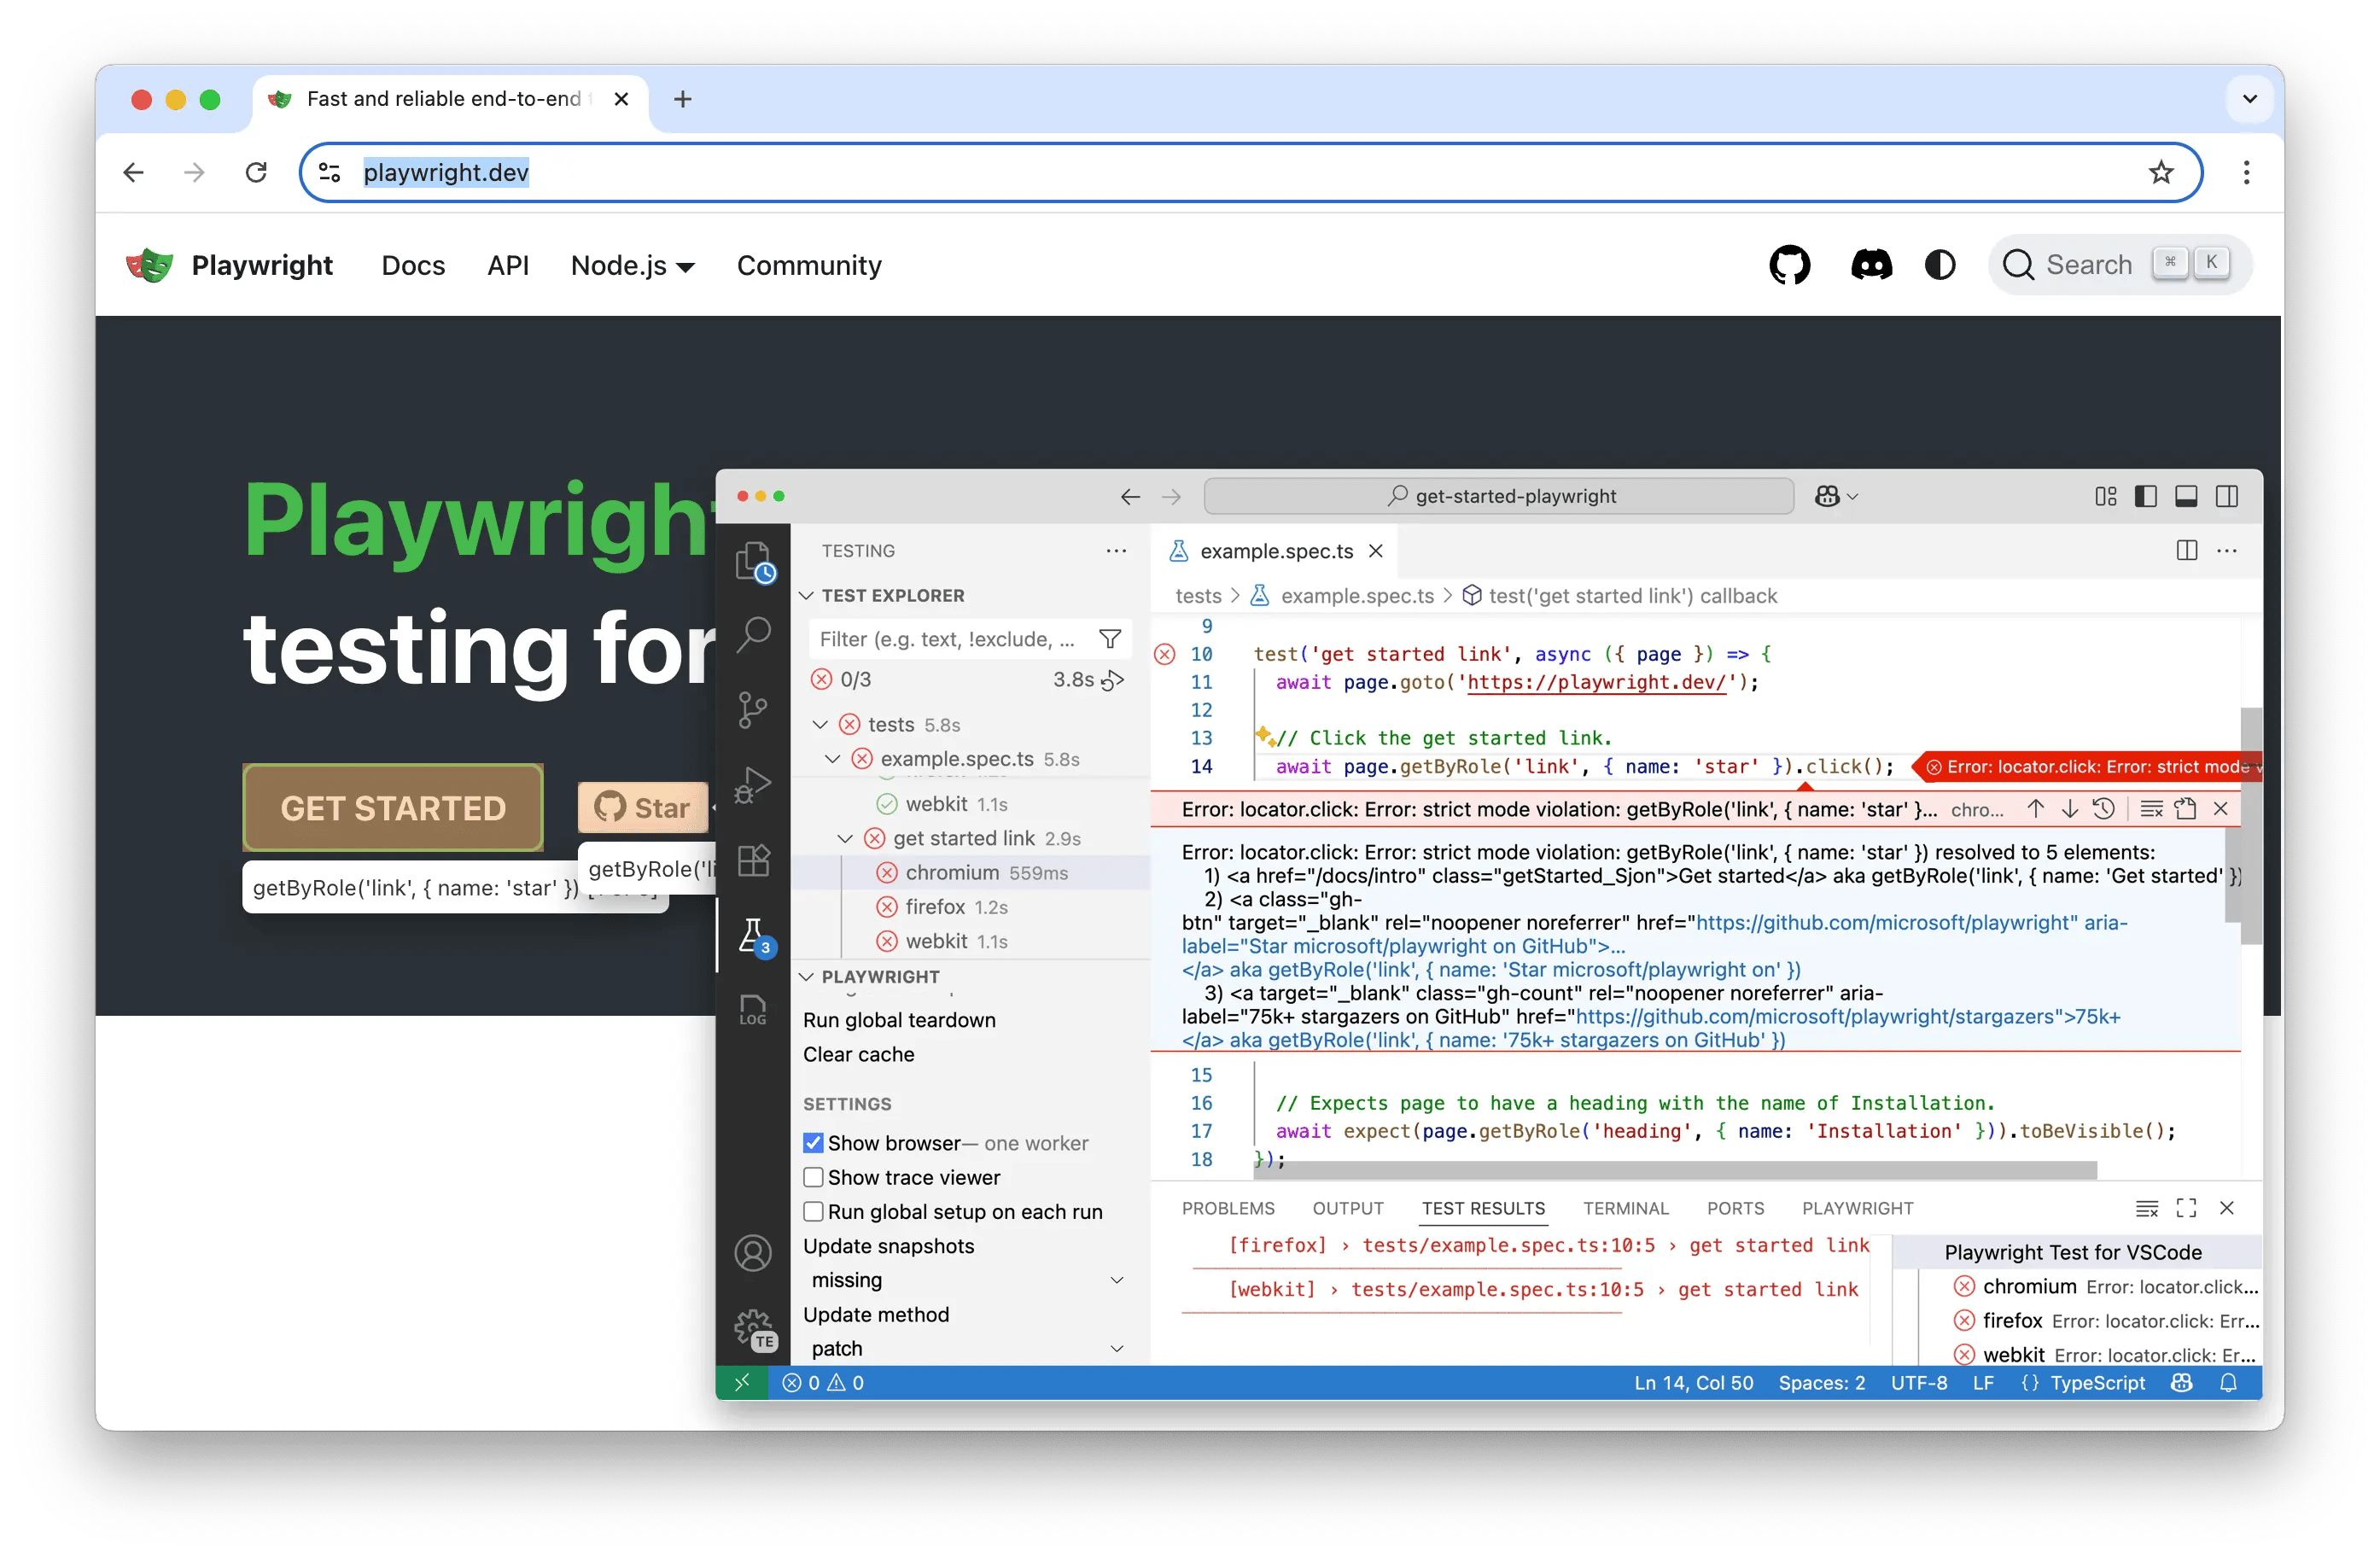 Fast and reliable end-to-end
playwright.dev
Playwright
Docs
API
Node.js
Community
Search
⌘
K
Playwright
testing for
GET STARTED
Star
getByRole('li
getByRole('link', { name: 'star' })
get-started-playwright
TESTING
TEST EXPLORER
Filter (e.g. text, !exclude, ...
0/3
3.8s
tests 5.8s
example.spec.ts 5.8s
webkit 1.1s
get started link 2.9s
chromium 559ms
firefox 1.2s
webkit 1.1s
3
LOG
PLAYWRIGHT
Run global teardown
Clear cache
SETTINGS
Show browser— one worker
Show trace viewer
Run global setup on each run
Update snapshots
missing
Update method
patch
TE
example.spec.ts
tests > example.spec.ts > test('get started link') callback
9
10 test('get started link', async ({ page }) => {
11 await page.goto('https://playwright.dev/');
12
13 // Click the get started link.
14 await page.getByRole('link', { name: 'star' }).click();
Error: locator.click: Error: strict mode v
Error: locator.click: Error: strict mode violation: getByRole('link', { name: 'star' }... chro...
Error: locator.click: Error: strict mode violation: getByRole('link', { name: 'star' }) resolved to 5 elements:
1) <a href="/docs/intro" class="getStarted_Sjon">Get started</a> aka getByRole('link', { name: 'Get started' })
2) <a class="gh-
btn" target="_blank" rel="noopener noreferrer" href="https://github.com/microsoft/playwright" aria-
label="Star microsoft/playwright on GitHub">...
</a> aka getByRole('link', { name: 'Star microsoft/playwright on' })
3) <a target="_blank" class="gh-count" rel="noopener noreferrer" aria-
label="75k+ stargazers on GitHub" href="https://github.com/microsoft/playwright/stargazers">75k+
</a> aka getByRole('link', { name: '75k+ stargazers on GitHub' })
15
16 // Expects page to have a heading with the name of Installation.
17 await expect(page.getByRole('heading', { name: 'Installation' })).toBeVisible();
18 });
PROBLEMS
OUTPUT
TEST RESULTS
TERMINAL
PORTS
PLAYWRIGHT
[firefox] › tests/example.spec.ts:10:5 › get started link
[webkit] › tests/example.spec.ts:10:5 › get started link
Playwright Test for VSCode
chromium Error: locator.click...
firefox Error: locator.click: Err...
webkit Error: locator.click: Er...
0
0
Ln 14, Col 50
Spaces: 2
UTF-8
LF
{} TypeScript